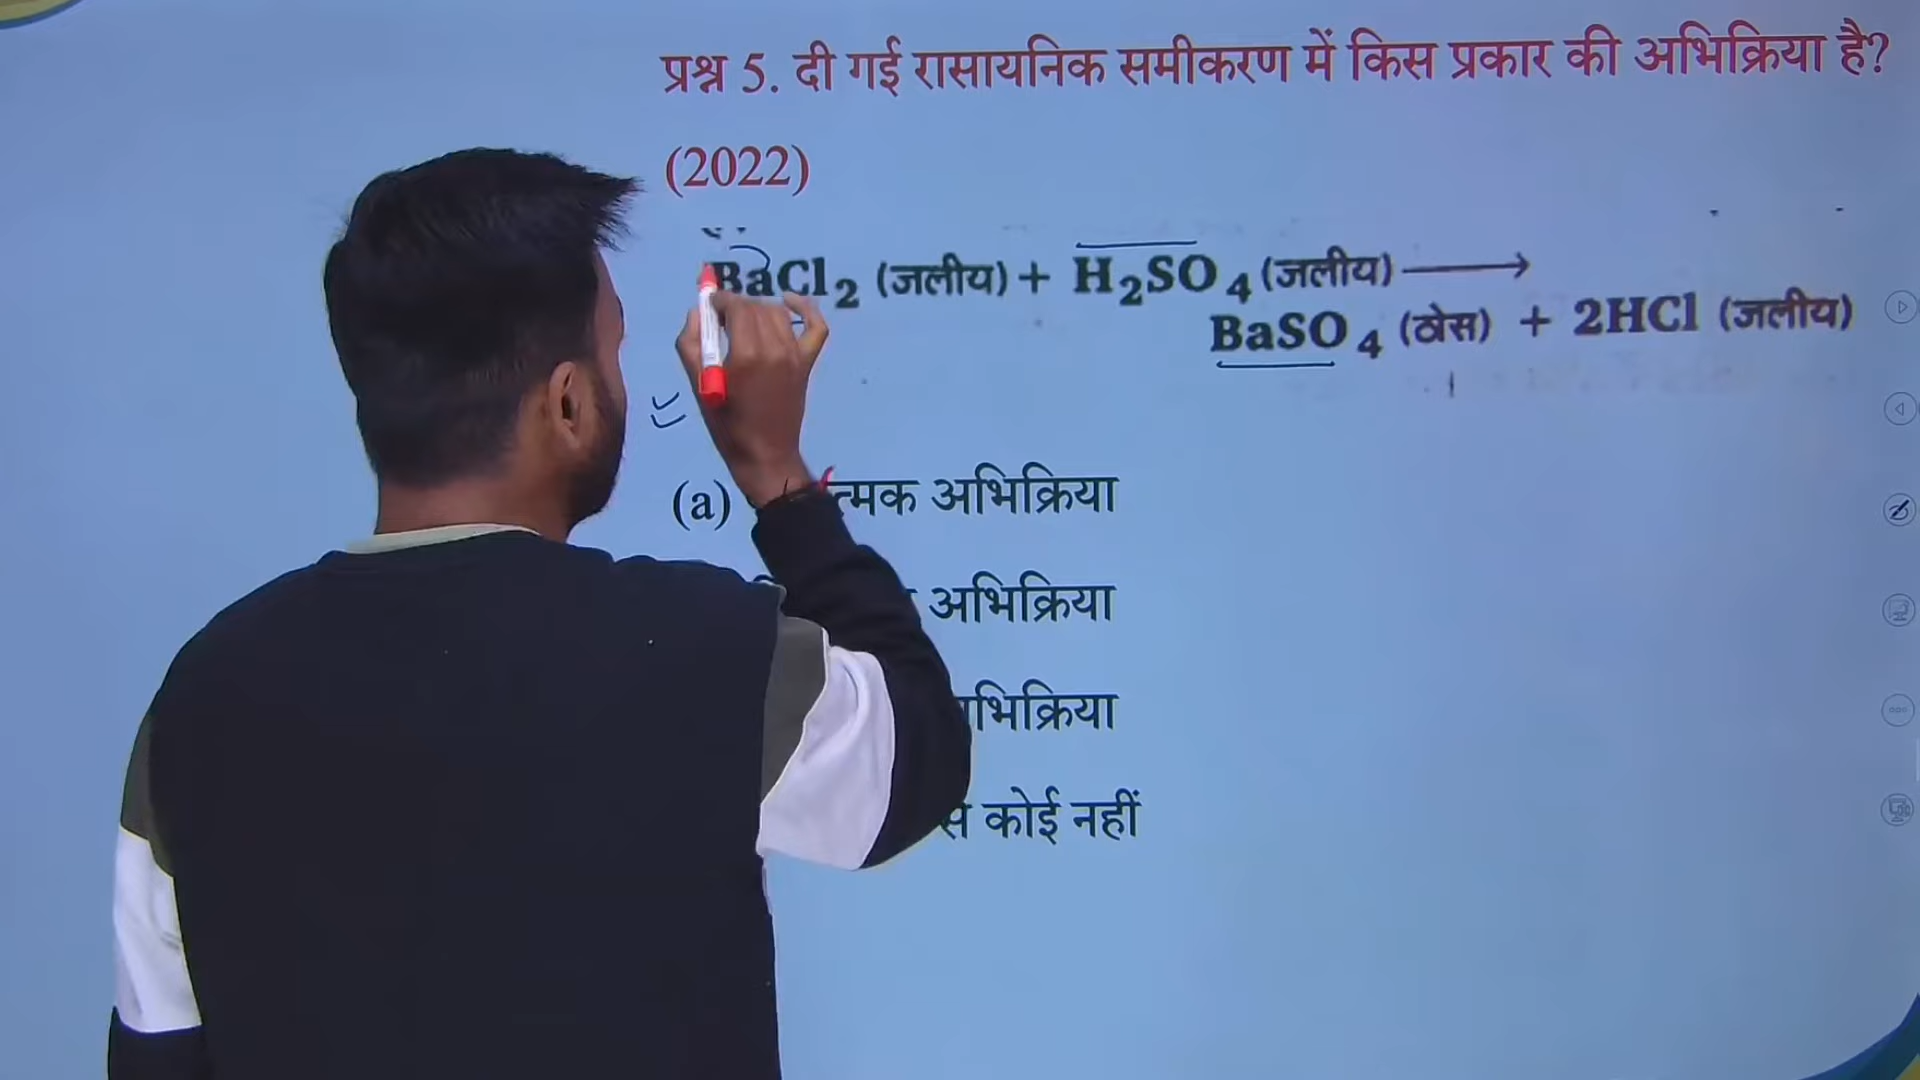 प्रश्न 5. दी गई रासायनिक समीकरण में किस प्रकार की अभिक्रिया है?
(2022)
BaCl₂ (जलीय) + H₂SO₄ (जलीय) ⟶
BaSO₄ (ठोस) + 2HCl (जलीय)
(a) अभिक्रिया
अभिक्रिया
कोई नहीं